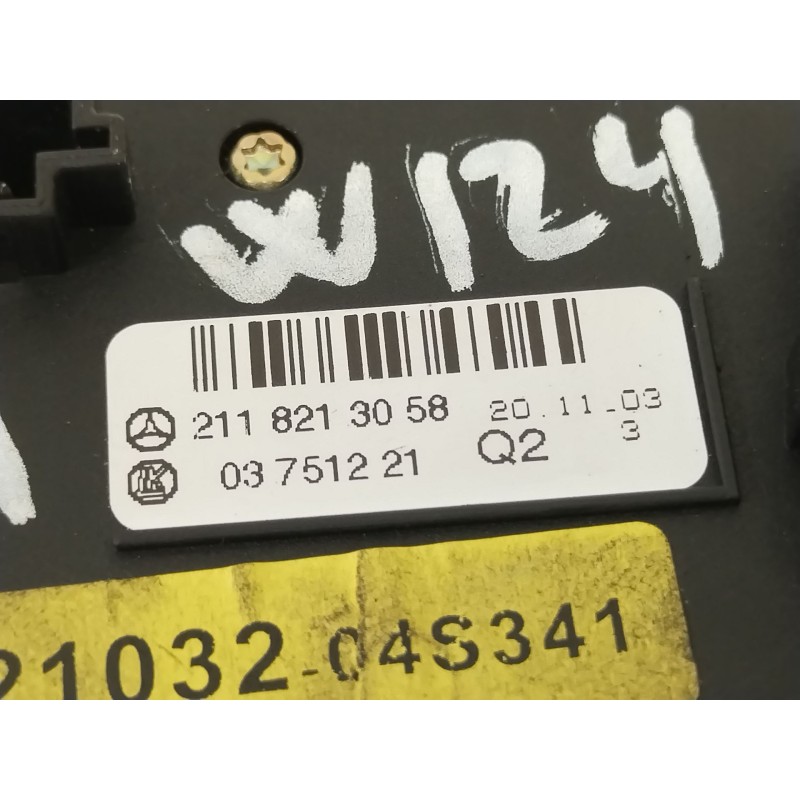 W124
211 821 30 58 20.11.03
03 7512 21 Q2 3
21032-04S341